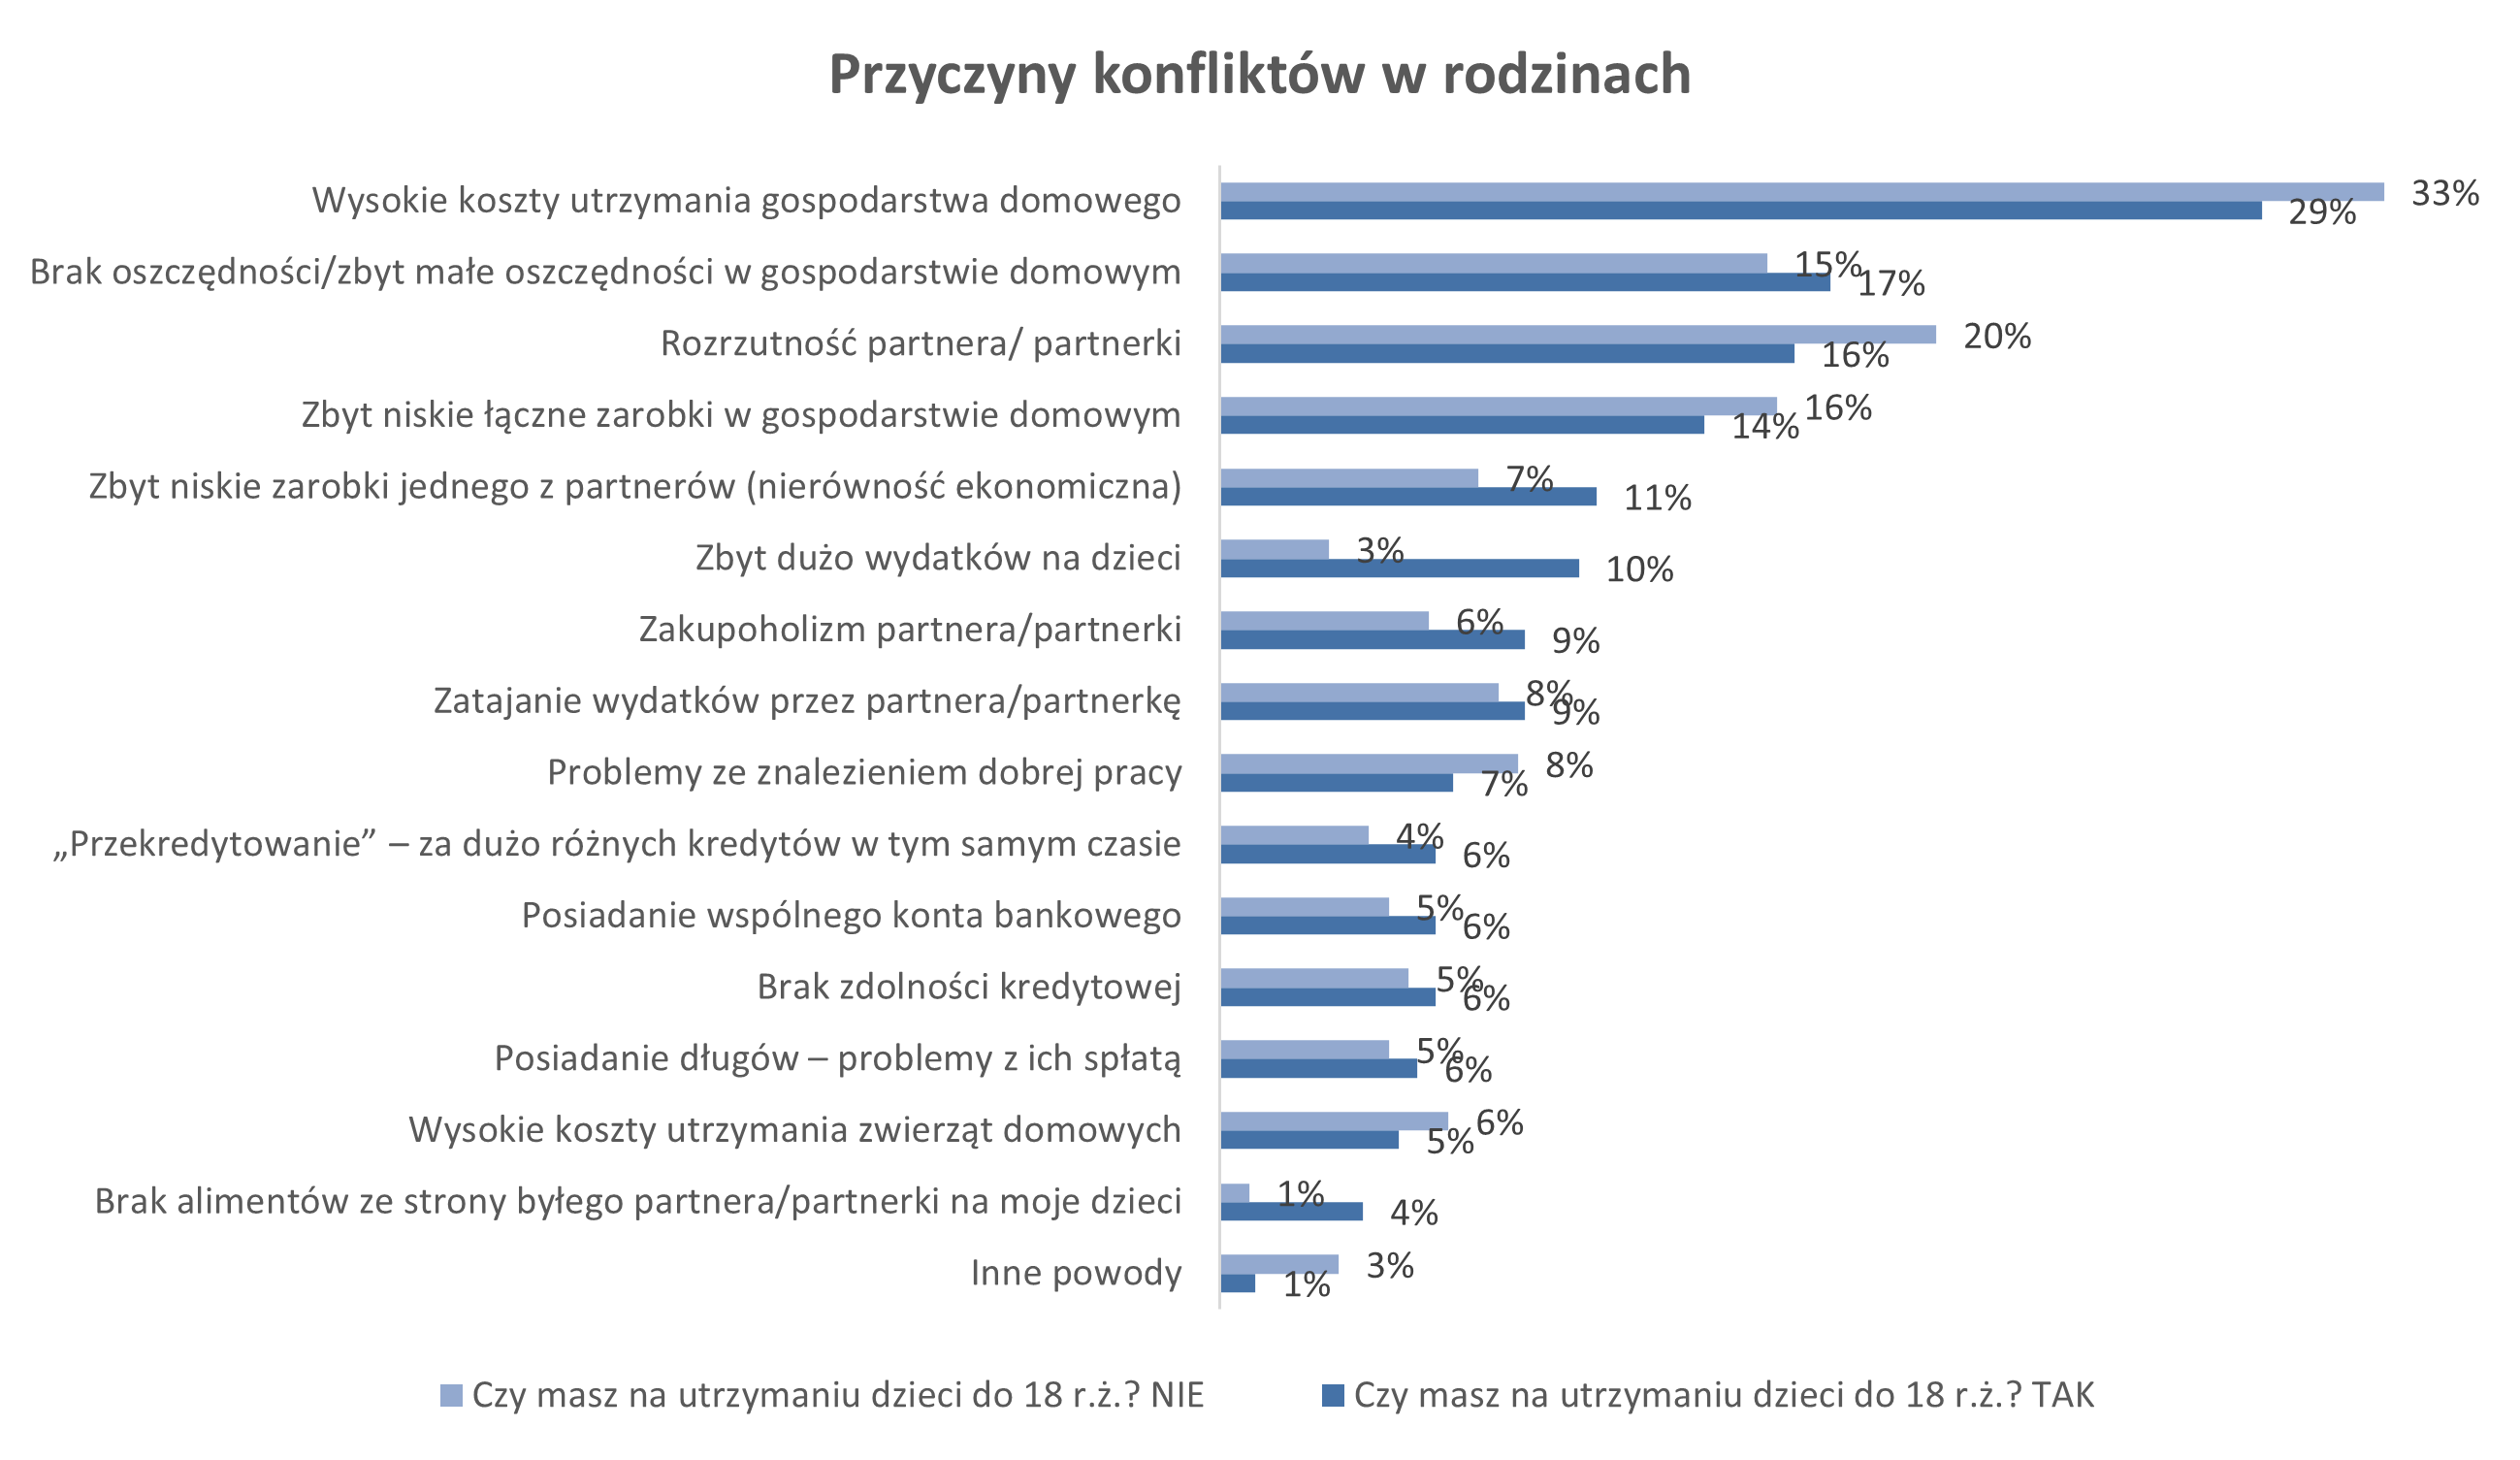 Przyczyny konfliktów w rodzinach
Wysokie koszty utrzymania gospodarstwa domowego
33%
29%
Brak oszczędności/zbyt małe oszczędności w gospodarstwie domowym
15%
17%
Rozrzutność partnera/ partnerki
20%
16%
Zbyt niskie łączne zarobki w gospodarstwie domowym
16%
14%
Zbyt niskie zarobki jednego z partnerów (nierówność ekonomiczna)
7%
11%
Zbyt dużo wydatków na dzieci
3%
10%
Zakupoholizm partnera/partnerki
6%
9%
Zatajanie wydatków przez partnera/partnerkę
8%
9%
Problemy ze znalezieniem dobrej pracy
8%
7%
„Przekredytowanie” – za dużo różnych kredytów w tym samym czasie
4%
6%
Posiadanie wspólnego konta bankowego
5%
6%
Brak zdolności kredytowej
5%
6%
Posiadanie długów – problemy z ich spłatą
5%
6%
Wysokie koszty utrzymania zwierząt domowych
6%
5%
Brak alimentów ze strony byłego partnera/partnerki na moje dzieci
1%
4%
Inne powody
3%
1%
Czy masz na utrzymaniu dzieci do 18 r.ż.? NIE
Czy masz na utrzymaniu dzieci do 18 r.ż.? TAK